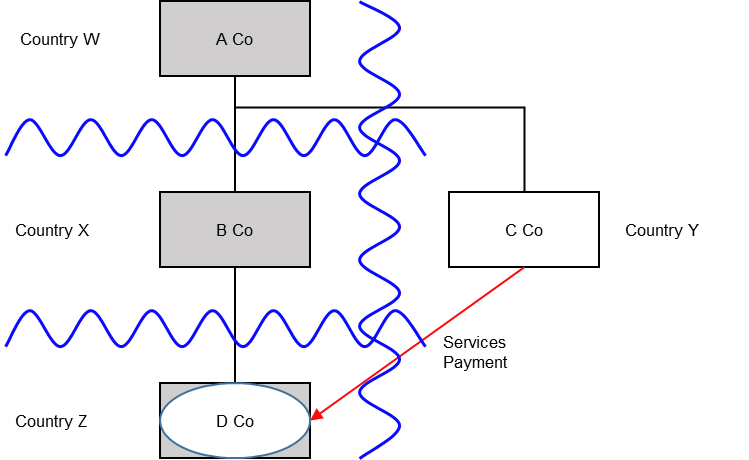 Country W
A Co
Country X
B Co
C Co
Country Y
Services
Payment
Country Z
D Co